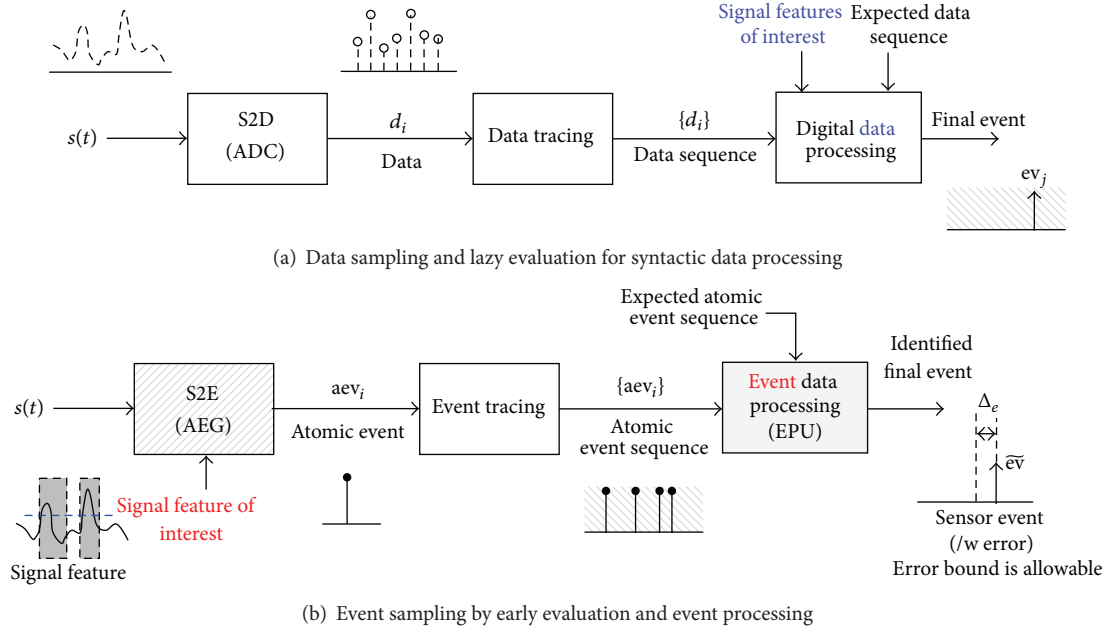 Signal features
of interest
Expected data
sequence
s(t)
S2D
(ADC)
d_i
Data
Data tracing
{d_i}
Data sequence
Digital data
processing
Final event
ev_j
(a) Data sampling and lazy evaluation for syntactic data processing
Expected atomic
event sequence
s(t)
S2E
(AEG)
aev_i
Atomic event
Event tracing
{aev_i}
Atomic
event sequence
Event data
processing
(EPU)
Identified
final event
Δ_e
e͂v
Signal feature of
interest
Signal feature
Sensor event
(/w error)
Error bound is allowable
(b) Event sampling by early evaluation and event processing